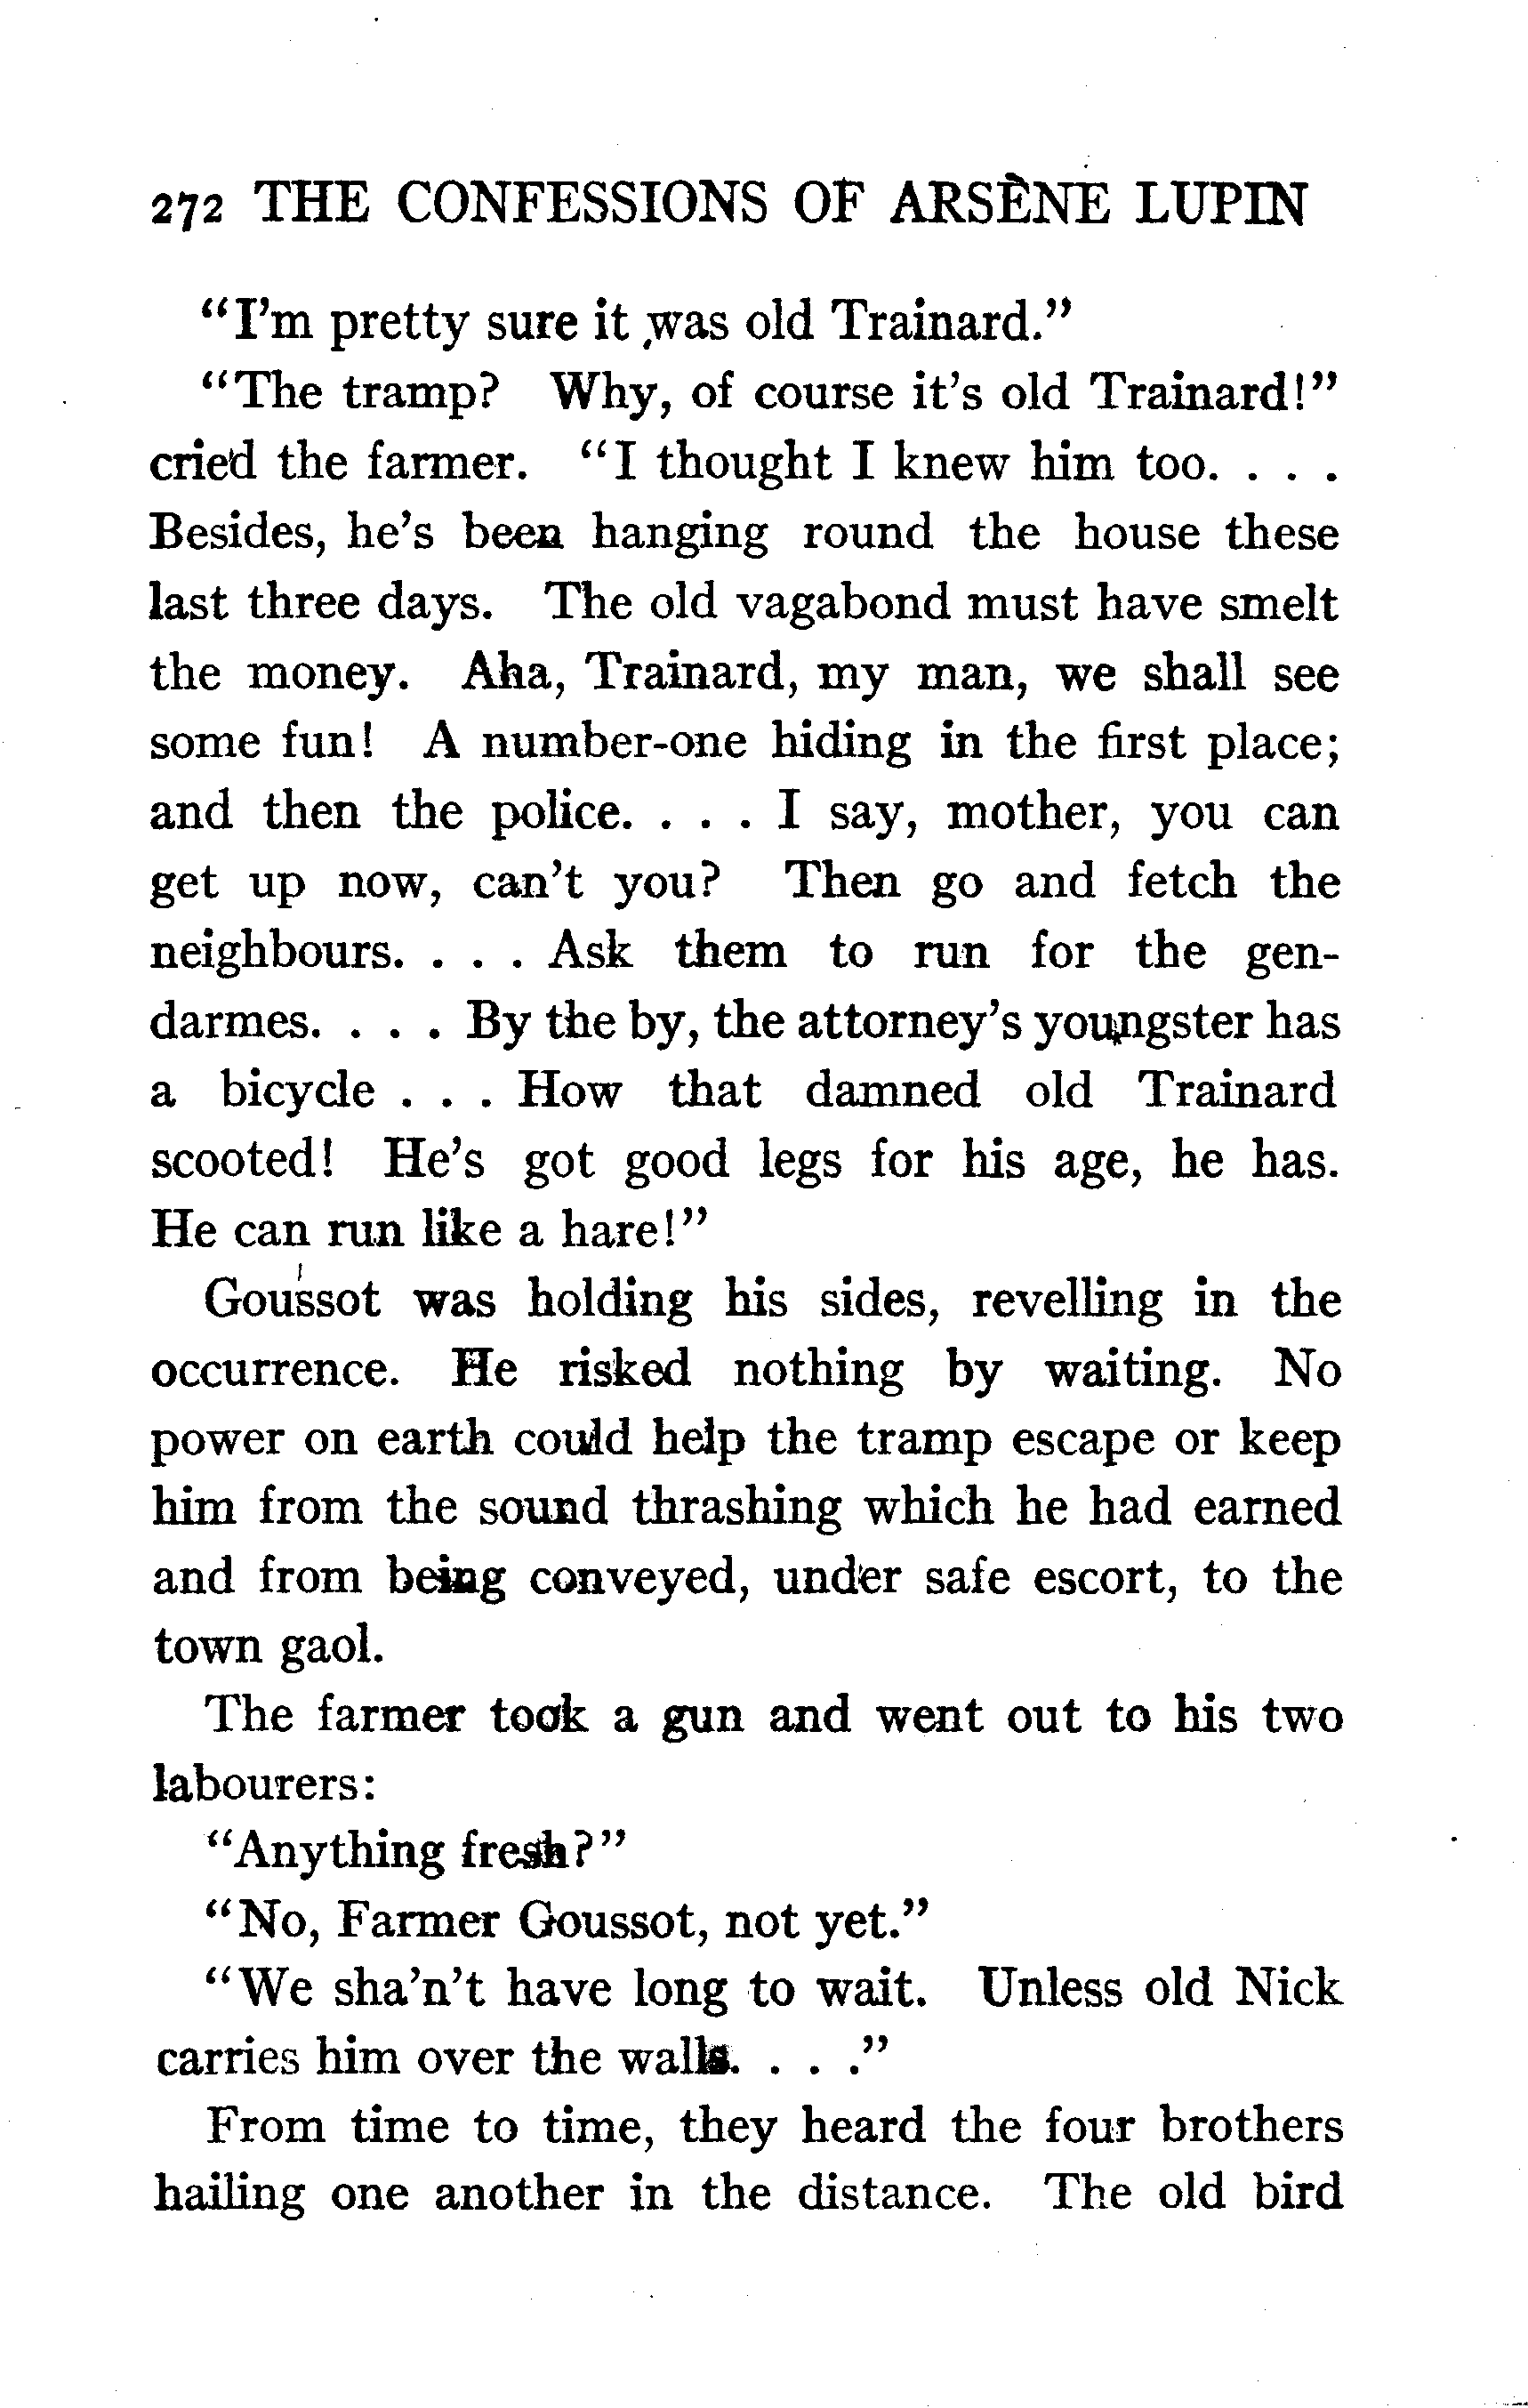 272 THE CONFESSIONS OF ARSÈNE LUPIN
"I'm pretty sure it was old Trainard."
"The tramp? Why, of course it's old Trainard!"
cried the farmer. "I thought I knew him too. . . .
Besides, he's been hanging round the house these
last three days. The old vagabond must have smelt
the money. Aha, Trainard, my man, we shall see
some fun! A number-one hiding in the first place;
and then the police. . . . I say, mother, you can
get up now, can't you? Then go and fetch the
neighbours. . . . Ask them to run for the gen-
darmes. . . . By the by, the attorney's youngster has
a bicycle . . . How that damned old Trainard
scooted! He's got good legs for his age, he has.
He can run like a hare!"
Goussot was holding his sides, revelling in the
occurrence. He risked nothing by waiting. No
power on earth could help the tramp escape or keep
him from the sound thrashing which he had earned
and from being conveyed, under safe escort, to the
town gaol.
The farmer took a gun and went out to his two
labourers:
"Anything fresh?"
"No, Farmer Goussot, not yet."
"We sha'n't have long to wait. Unless old Nick
carries him over the walls. . . ."
From time to time, they heard the four brothers
hailing one another in the distance. The old bird